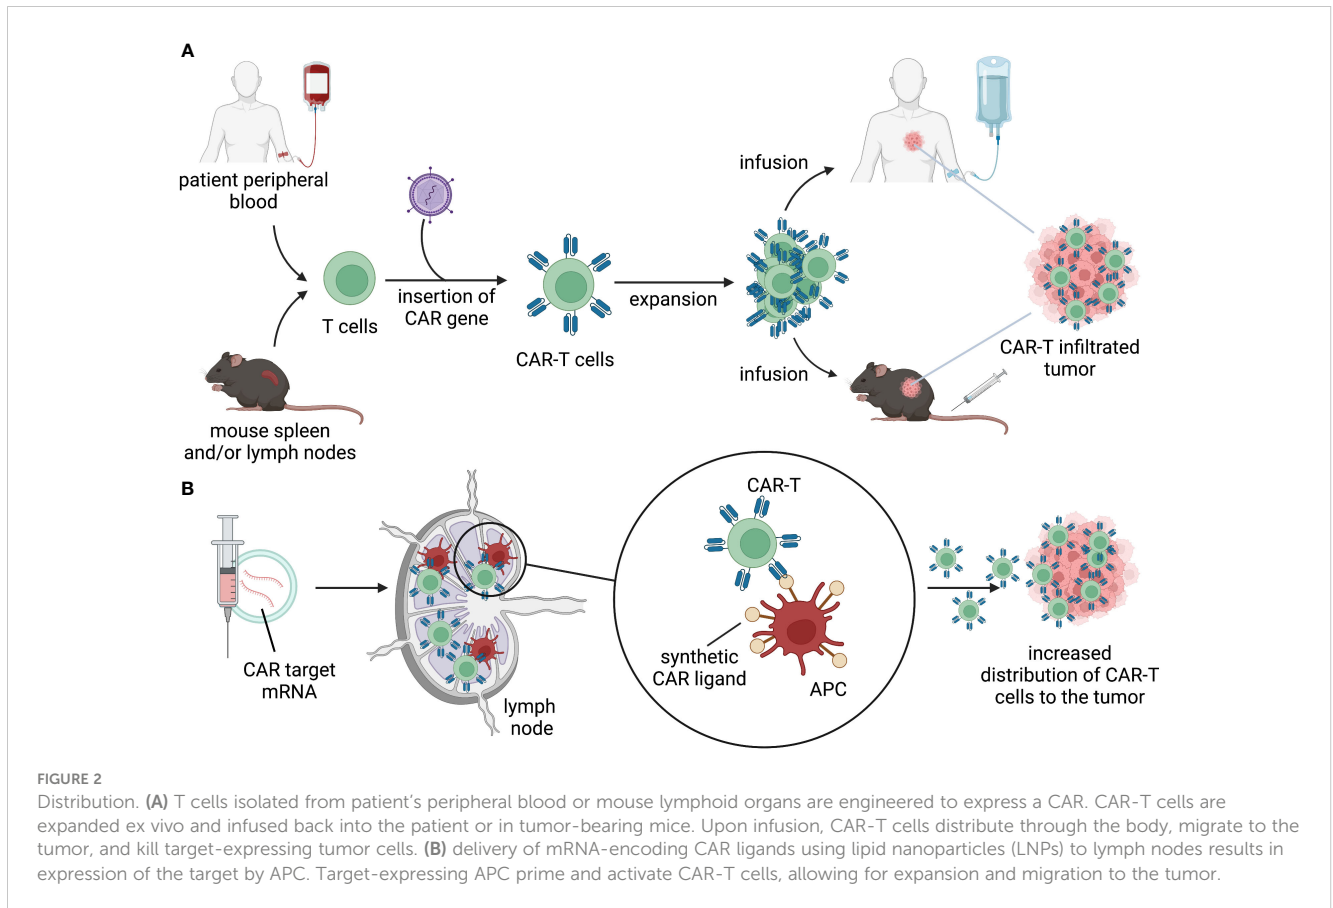 A
patient peripheral
blood
infusion
T cells
insertion of
CAR gene
CAR-T cells
expansion
infusion
CAR-T infiltrated
tumor
mouse spleen
and/or lymph nodes
B
CAR target
mRNA
lymph
node
CAR-T
synthetic
CAR ligand
APC
increased
distribution of CAR-T
cells to the tumor
FIGURE 2
Distribution. (A) T cells isolated from patient’s peripheral blood or mouse lymphoid organs are engineered to express a CAR. CAR-T cells are
expanded ex vivo and infused back into the patient or in tumor-bearing mice. Upon infusion, CAR-T cells distribute through the body, migrate to the
tumor, and kill target-expressing tumor cells. (B) delivery of mRNA-encoding CAR ligands using lipid nanoparticles (LNPs) to lymph nodes results in
expression of the target by APC. Target-expressing APC prime and activate CAR-T cells, allowing for expansion and migration to the tumor.